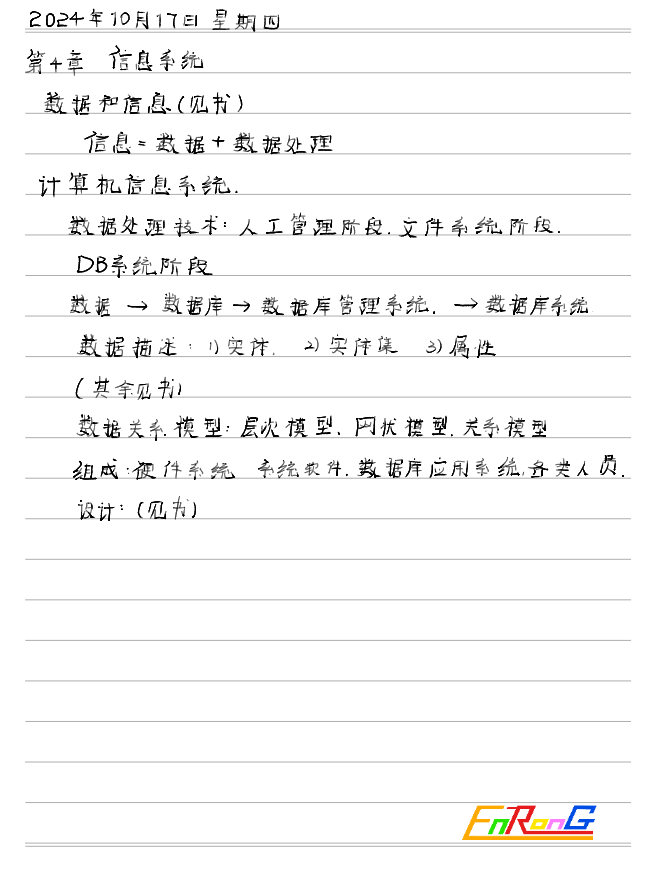 2024年10月17日 星期四
第4章 信息系统
数据和信息(见书)
信息=数据+数据处理
计算机信息系统.
数据处理技术:人工管理阶段.文件系统阶段.
DB系统阶段
数据 → 数据库 → 数据库管理系统. → 数据库系统
数据描述: 1)实体. 2)实体集 3)属性
(其余见书)
数据关系.模型:层次模型、网状模型.关系模型
组成:硬件系统 系统软件.数据库应用系统.各类人员.
设计:(见书)
EnRonG